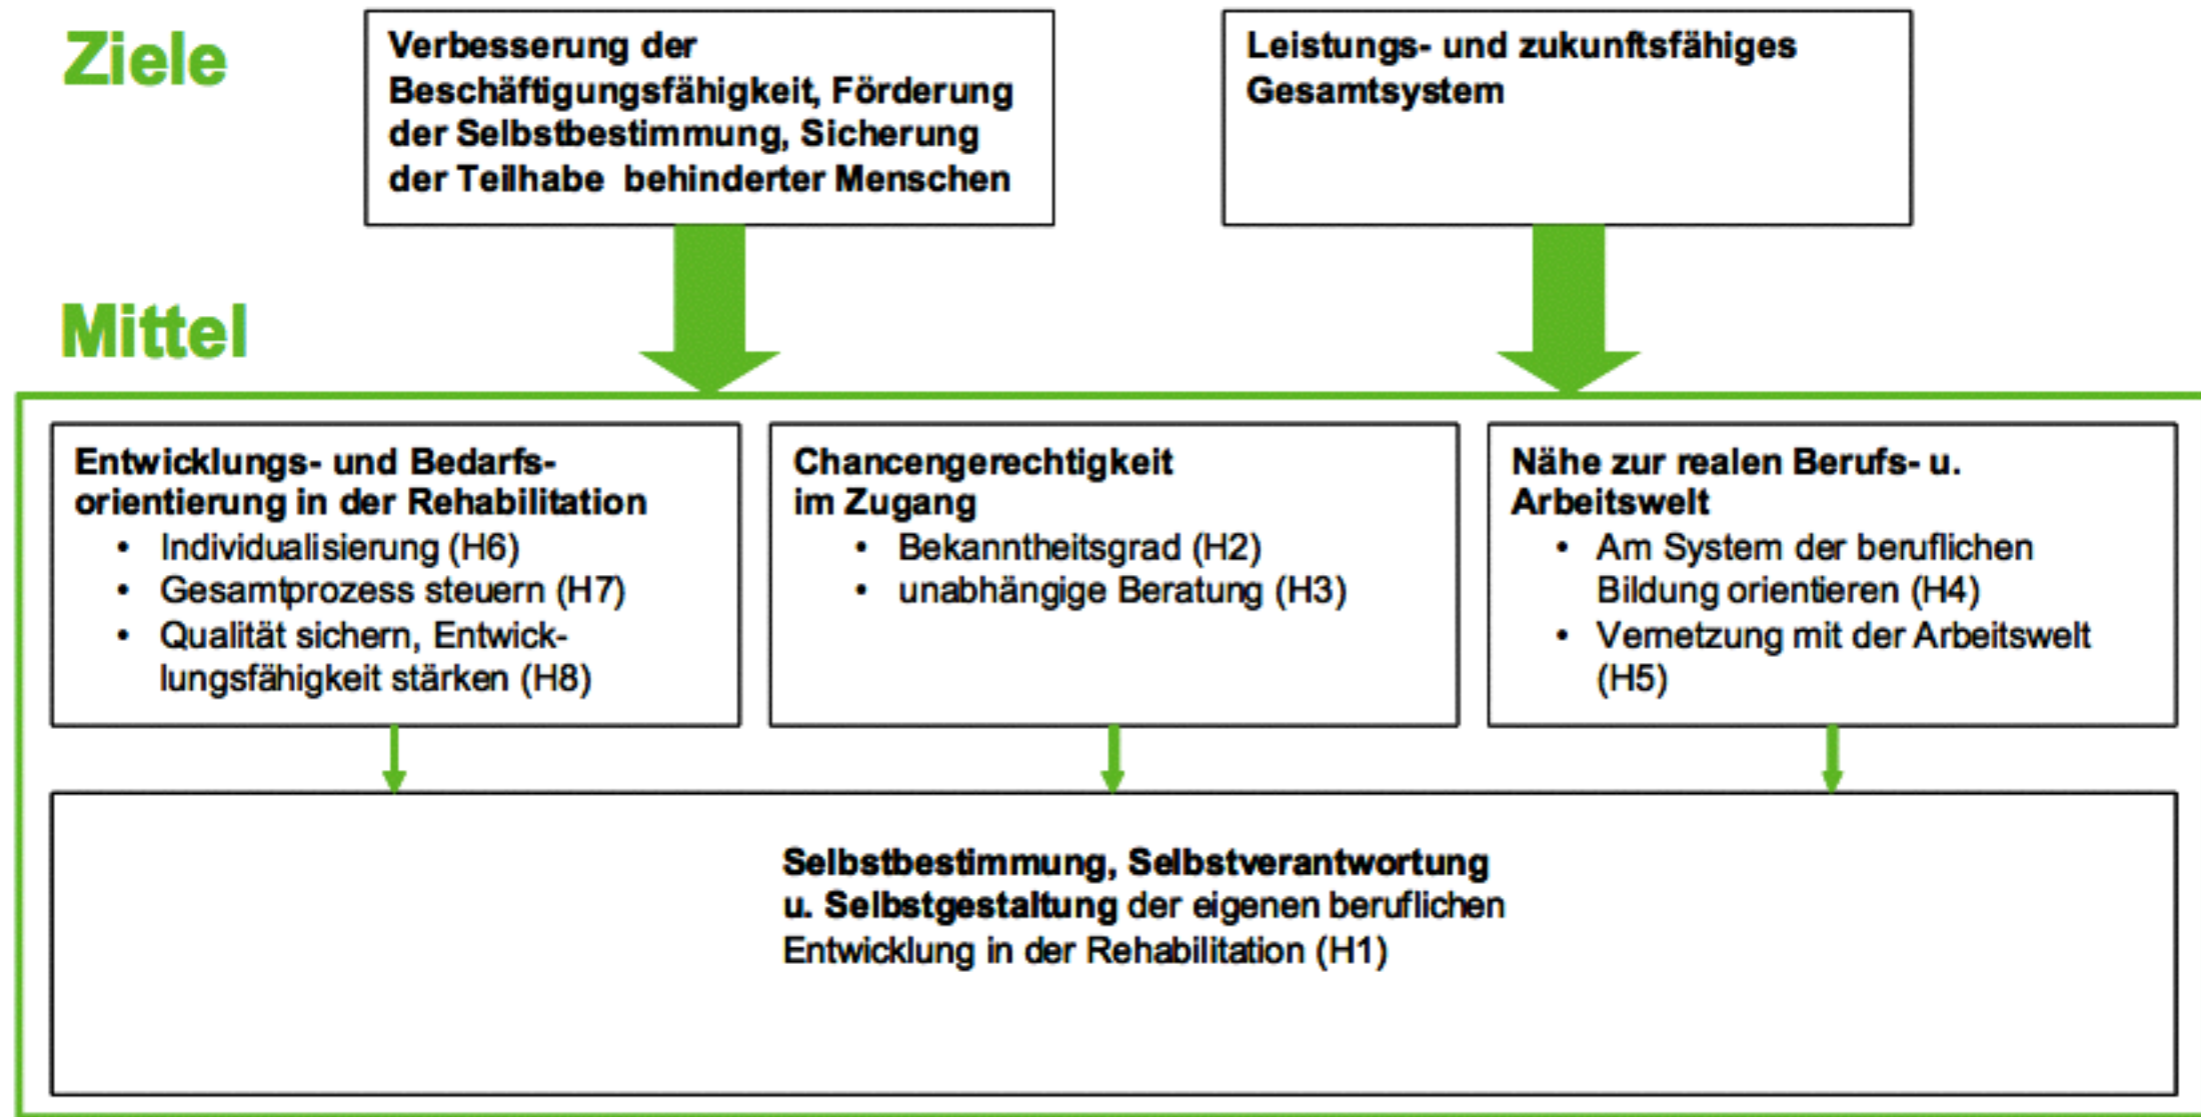 Ziele
Verbesserung der
Beschäftigungsfähigkeit, Förderung
der Selbstbestimmung, Sicherung
der Teilhabe behinderter Menschen
Leistungs- und zukunftsfähiges
Gesamtsystem
Mittel
Entwicklungs- und Bedarfs-
orientierung in der Rehabilitation
• Individualisierung (H6)
• Gesamtprozess steuern (H7)
• Qualität sichern, Entwick-
lungsfähigkeit stärken (H8)
Chancengerechtigkeit
im Zugang
• Bekanntheitsgrad (H2)
• unabhängige Beratung (H3)
Nähe zur realen Berufs- u.
Arbeitswelt
• Am System der beruflichen
Bildung orientieren (H4)
• Vernetzung mit der Arbeitswelt
(H5)
Selbstbestimmung, Selbstverantwortung
u. Selbstgestaltung der eigenen beruflichen
Entwicklung in der Rehabilitation (H1)